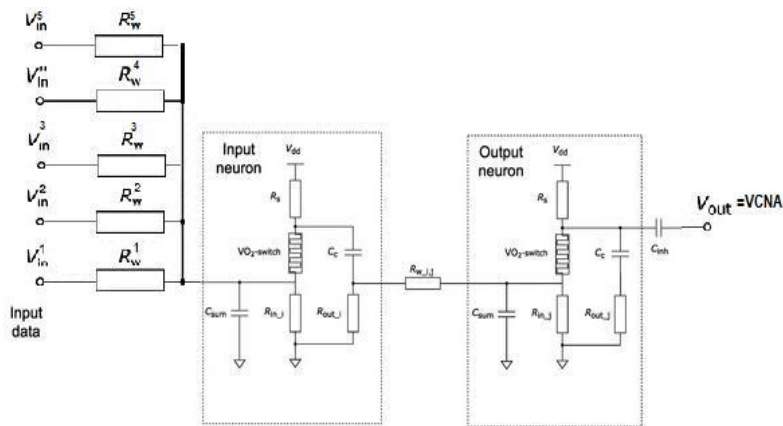 V⁵in R⁵w
V‴in R⁴w
V³in R³w
V²in R²w
V¹in R¹w
Input
data
Input
neuron
Vdd
Rs
VO₂-switch
Cc
Csum
Rin_i
Rout_i
Rw_i,j
Output
neuron
Vdd
Rs
VO₂-switch
Cc
Cinh
Csum
Rin_j
Rout_j
Vout =VCNA